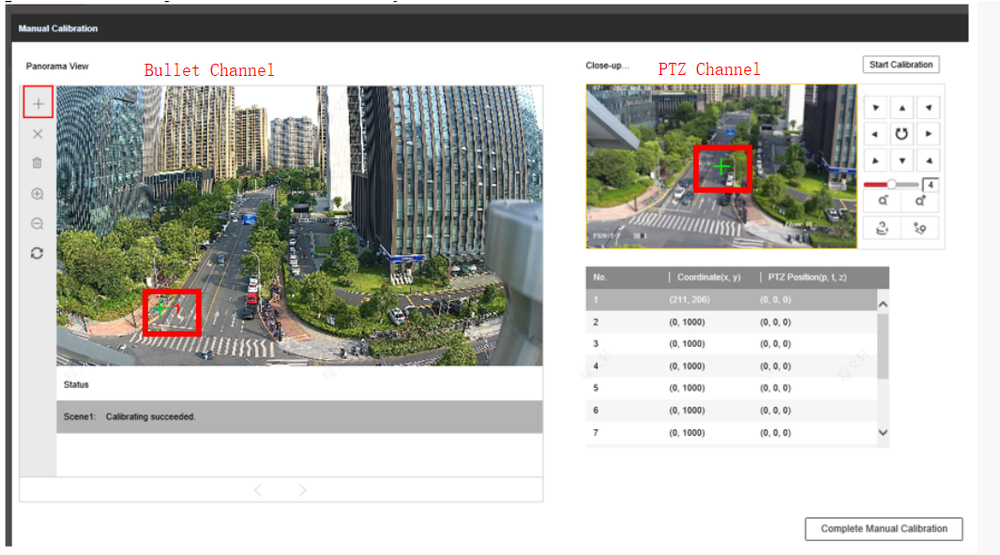 Manual Calibration
Panorama View
Bullet Channel
Close-up...
PTZ Channel
Start Calibration
4
1
Status
Scene1: Calibrating succeeded.
No. Coordinate(x, y) PTZ Position(p, t, z)
1 (211, 206) (0, 0, 0)
2 (0, 1000) (0, 0, 0)
3 (0, 1000) (0, 0, 0)
4 (0, 1000) (0, 0, 0)
5 (0, 1000) (0, 0, 0)
6 (0, 1000) (0, 0, 0)
7 (0, 1000) (0, 0, 0)
Complete Manual Calibration